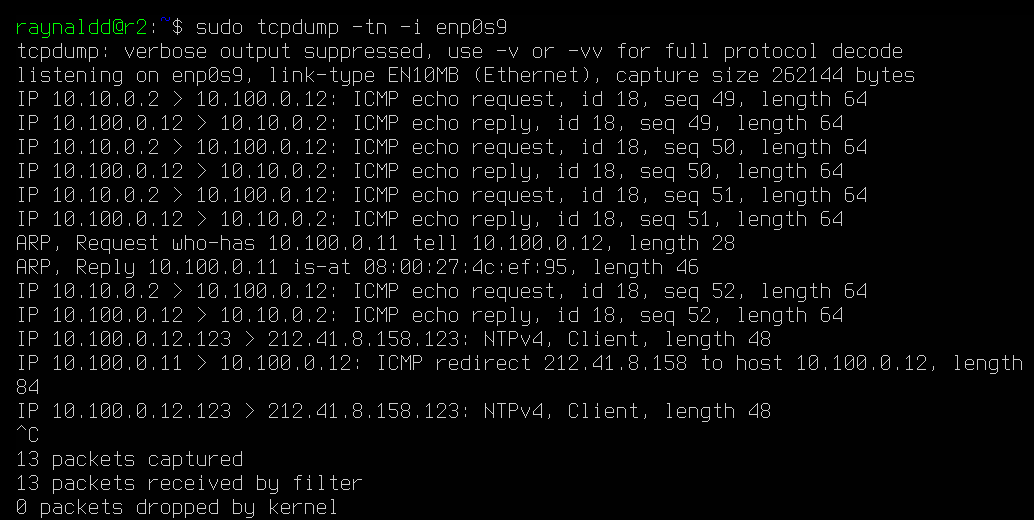 raynaldd@r2:~$ sudo tcpdump -tn -i enp0s9
tcpdump: verbose output suppressed, use -v or -vv for full protocol decode
listening on enp0s9, link-type EN10MB (Ethernet), capture size 262144 bytes
IP 10.10.0.2 > 10.100.0.12: ICMP echo request, id 18, seq 49, length 64
IP 10.100.0.12 > 10.10.0.2: ICMP echo reply, id 18, seq 49, length 64
IP 10.10.0.2 > 10.100.0.12: ICMP echo request, id 18, seq 50, length 64
IP 10.100.0.12 > 10.10.0.2: ICMP echo reply, id 18, seq 50, length 64
IP 10.10.0.2 > 10.100.0.12: ICMP echo request, id 18, seq 51, length 64
IP 10.100.0.12 > 10.10.0.2: ICMP echo reply, id 18, seq 51, length 64
ARP, Request who-has 10.100.0.11 tell 10.100.0.12, length 28
ARP, Reply 10.100.0.11 is-at 08:00:27:4c:ef:95, length 46
IP 10.10.0.2 > 10.100.0.12: ICMP echo request, id 18, seq 52, length 64
IP 10.100.0.12 > 10.10.0.2: ICMP echo reply, id 18, seq 52, length 64
IP 10.100.0.12.123 > 212.41.8.158.123: NTPv4, Client, length 48
IP 10.100.0.11 > 10.100.0.12: ICMP redirect 212.41.8.158 to host 10.100.0.12, length
84
IP 10.100.0.12.123 > 212.41.8.158.123: NTPv4, Client, length 48
^C
13 packets captured
13 packets received by filter
0 packets dropped by kernel